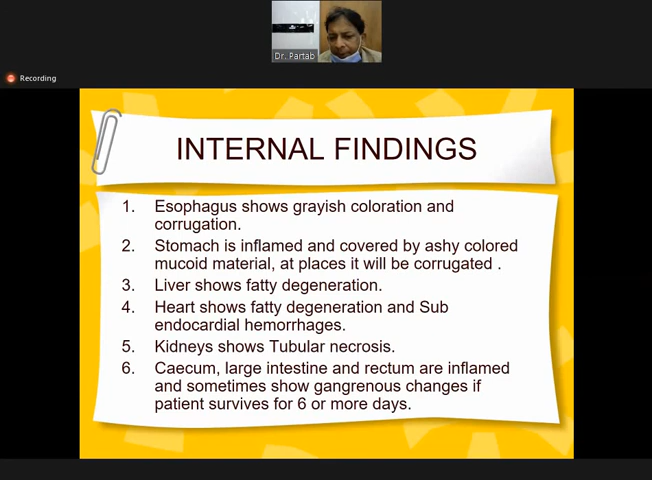 Dr. Partab
Recording
INTERNAL FINDINGS
1. Esophagus shows grayish coloration and
corrugation.
2. Stomach is inflamed and covered by ashy colored
mucoid material, at places it will be corrugated .
3. Liver shows fatty degeneration.
4. Heart shows fatty degeneration and Sub
endocardial hemorrhages.
5. Kidneys shows Tubular necrosis.
6. Caecum, large intestine and rectum are inflamed
and sometimes show gangrenous changes if
patient survives for 6 or more days.